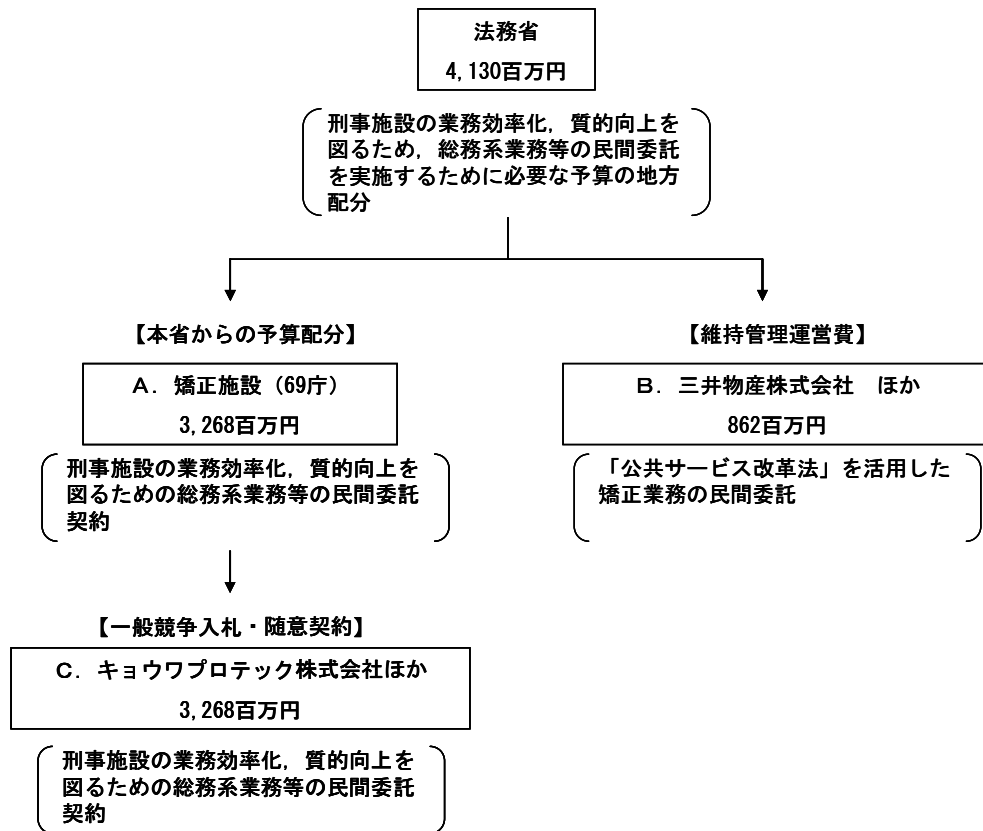 法務省
4,130百万円
刑事施設の業務効率化，質的向上を
図るため，総務系業務等の民間委託
を実施するために必要な予算の地方
配分
【本省からの予算配分】
【維持管理運営費】
A．矯正施設（69庁）
3,268百万円
B．三井物産株式会社　ほか
862百万円
刑事施設の業務効率化，質的向上を
図るための総務系業務等の民間委託
契約
「公共サービス改革法」を活用した
矯正業務の民間委託
【一般競争入札・随意契約】
C．キョウワプロテック株式会社ほか
3,268百万円
刑事施設の業務効率化，質的向上を
図るための総務系業務等の民間委託
契約